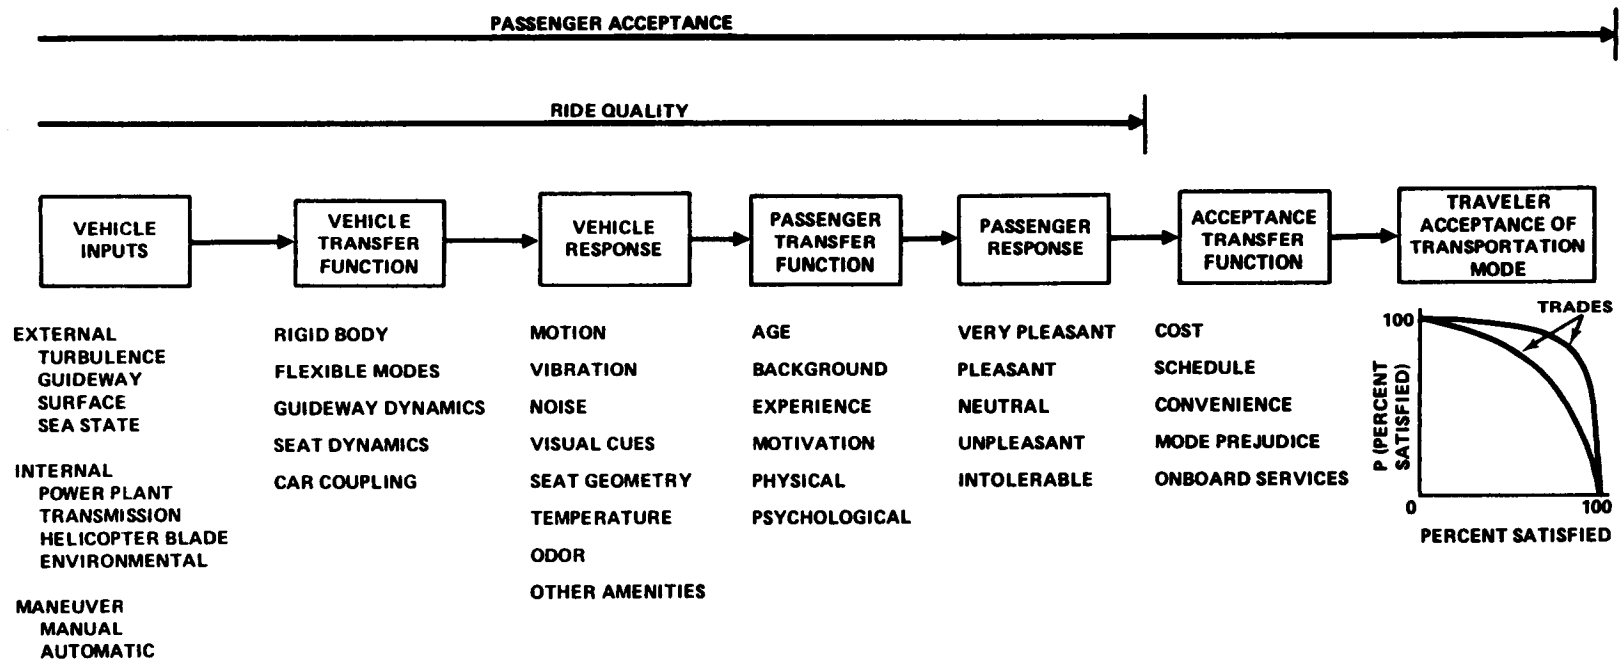 PASSENGER ACCEPTANCE
RIDE QUALITY
VEHICLE
INPUTS
VEHICLE
TRANSFER
FUNCTION
VEHICLE
RESPONSE
PASSENGER
TRANSFER
FUNCTION
PASSENGER
RESPONSE
ACCEPTANCE
TRANSFER
FUNCTION
TRAVELER
ACCEPTANCE OF
TRANSPORTATION
MODE
EXTERNAL
TURBULENCE
GUIDEWAY
SURFACE
SEA STATE
INTERNAL
POWER PLANT
TRANSMISSION
HELICOPTER BLADE
ENVIRONMENTAL
MANEUVER
MANUAL
AUTOMATIC
RIGID BODY
FLEXIBLE MODES
GUIDEWAY DYNAMICS
SEAT DYNAMICS
CAR COUPLING
MOTION
VIBRATION
NOISE
VISUAL CUES
SEAT GEOMETRY
TEMPERATURE
ODOR
OTHER AMENITIES
AGE
BACKGROUND
EXPERIENCE
MOTIVATION
PHYSICAL
PSYCHOLOGICAL
VERY PLEASANT
PLEASANT
NEUTRAL
UNPLEASANT
INTOLERABLE
COST
SCHEDULE
CONVENIENCE
MODE PREJUDICE
ONBOARD SERVICES
TRADES
100
P (PERCENT
SATISFIED)
0
100
PERCENT SATISFIED